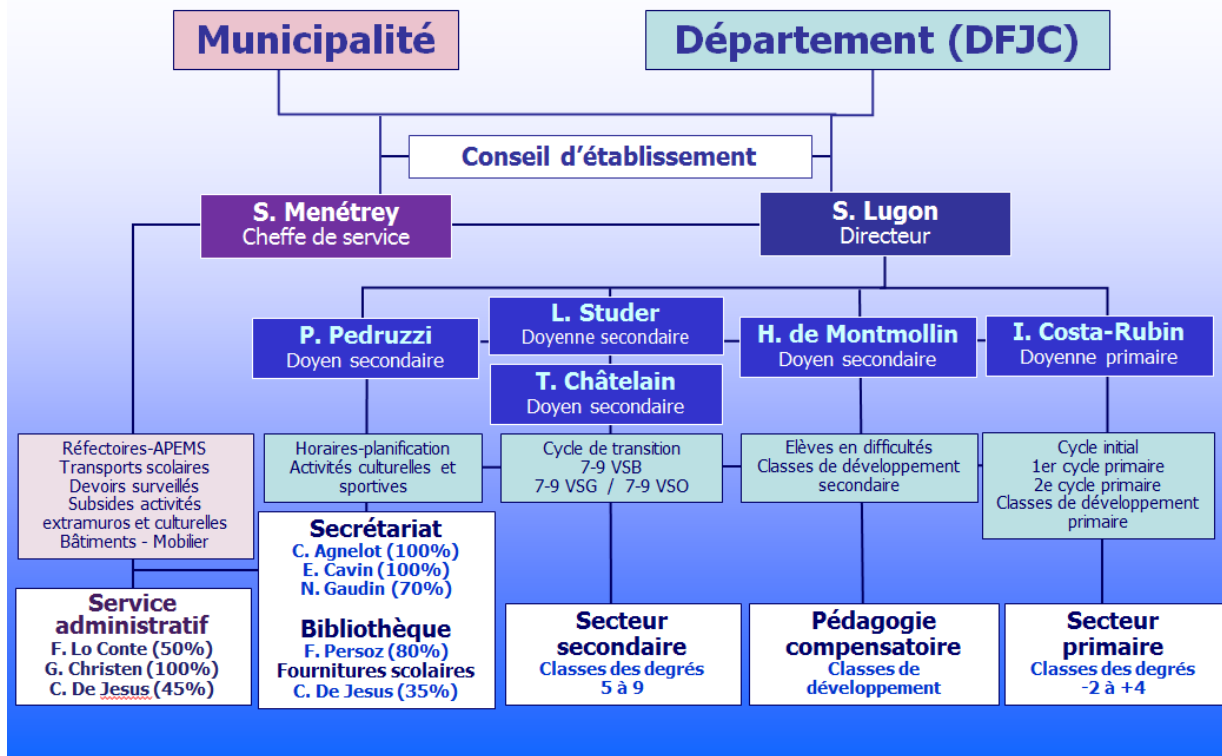 Municipalité
Département (DFJC)
Conseil d'établissement
S. Menétrey
Cheffe de service
S. Lugon
Directeur
P. Pedruzzi
Doyen secondaire
L. Studer
Doyenne secondaire
T. Châtelain
Doyen secondaire
H. de Montmollin
Doyen secondaire
I. Costa-Rubin
Doyenne primaire
Réfectoires-APEMS
Transports scolaires
Devoirs surveillés
Subsides activités
extramuros et culturelles
Bâtiments - Mobilier
Horaires-planification
Activités culturelles et
sportives
Cycle de transition
7-9 VSB
7-9 VSG / 7-9 VSO
Elèves en difficultés
Classes de développement
secondaire
Cycle initial
1er cycle primaire
2e cycle primaire
Classes de développement
primaire
Service
administratif
F. Lo Conte (50%)
G. Christen (100%)
C. De Jesus (45%)
Secrétariat
C. Agnelot (100%)
E. Cavin (100%)
N. Gaudin (70%)
Bibliothèque
F. Persoz (80%)
Fournitures scolaires
C. De Jesus (35%)
Secteur
secondaire
Classes des degrés
5 à 9
Pédagogie
compensatoire
Classes de
développement
Secteur
primaire
Classes des degrés
-2 à +4